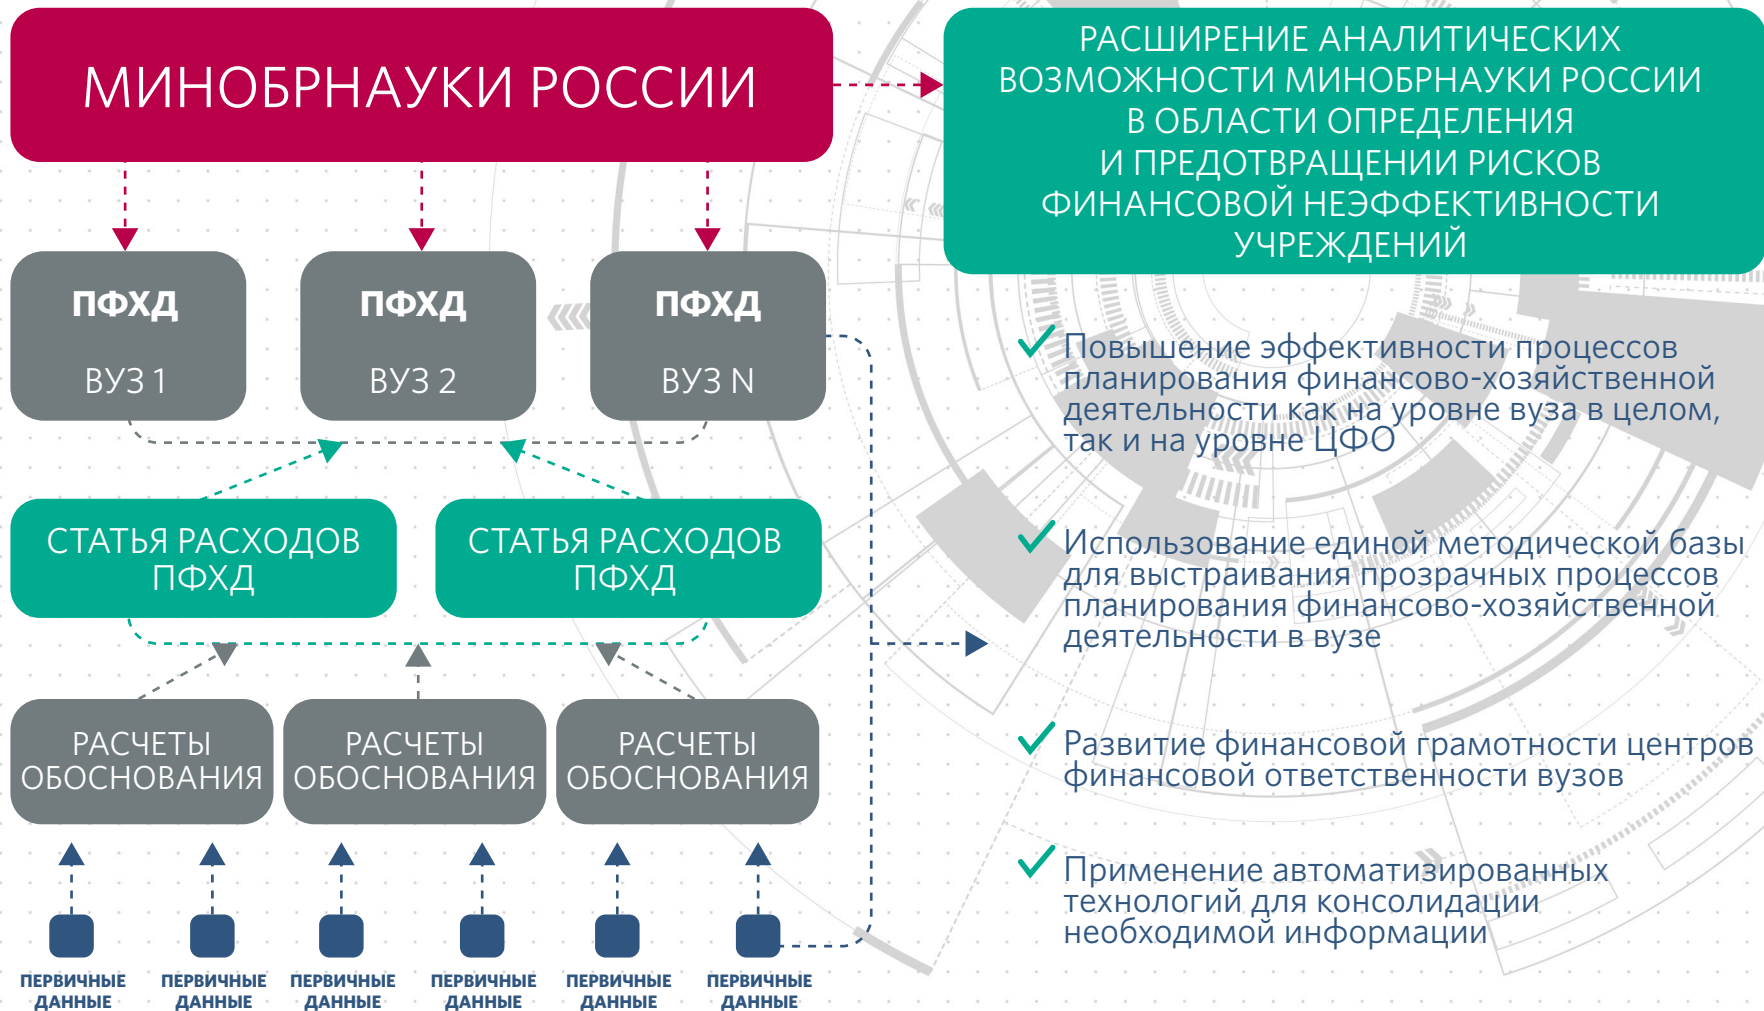 МИНОБРНАУКИ РОССИИ
РАСШИРЕНИЕ АНАЛИТИЧЕСКИХ
ВОЗМОЖНОСТИ МИНОБРНАУКИ РОССИИ
В ОБЛАСТИ ОПРЕДЕЛЕНИЯ
И ПРЕДОТВРАЩЕНИИ РИСКОВ
ФИНАНСОВОЙ НЕЭФФЕКТИВНОСТИ
УЧРЕЖДЕНИЙ
ПФХД
ВУЗ 1
ПФХД
ВУЗ 2
ПФХД
ВУЗ N
СТАТЬЯ РАСХОДОВ
ПФХД
СТАТЬЯ РАСХОДОВ
ПФХД
РАСЧЕТЫ
ОБОСНОВАНИЯ
РАСЧЕТЫ
ОБОСНОВАНИЯ
РАСЧЕТЫ
ОБОСНОВАНИЯ
ПЕРВИЧНЫЕ
ДАННЫЕ
ПЕРВИЧНЫЕ
ДАННЫЕ
ПЕРВИЧНЫЕ
ДАННЫЕ
ПЕРВИЧНЫЕ
ДАННЫЕ
ПЕРВИЧНЫЕ
ДАННЫЕ
ПЕРВИЧНЫЕ
ДАННЫЕ
Повышение эффективности процессов
планирования финансово-хозяйственной
деятельности как на уровне вуза в целом,
так и на уровне ЦФО
Использование единой методической базы
для выстраивания прозрачных процессов
планирования финансово-хозяйственной
деятельности в вузе
Развитие финансовой грамотности центров
финансовой ответственности вузов
Применение автоматизированных
технологий для консолидации
необходимой информации